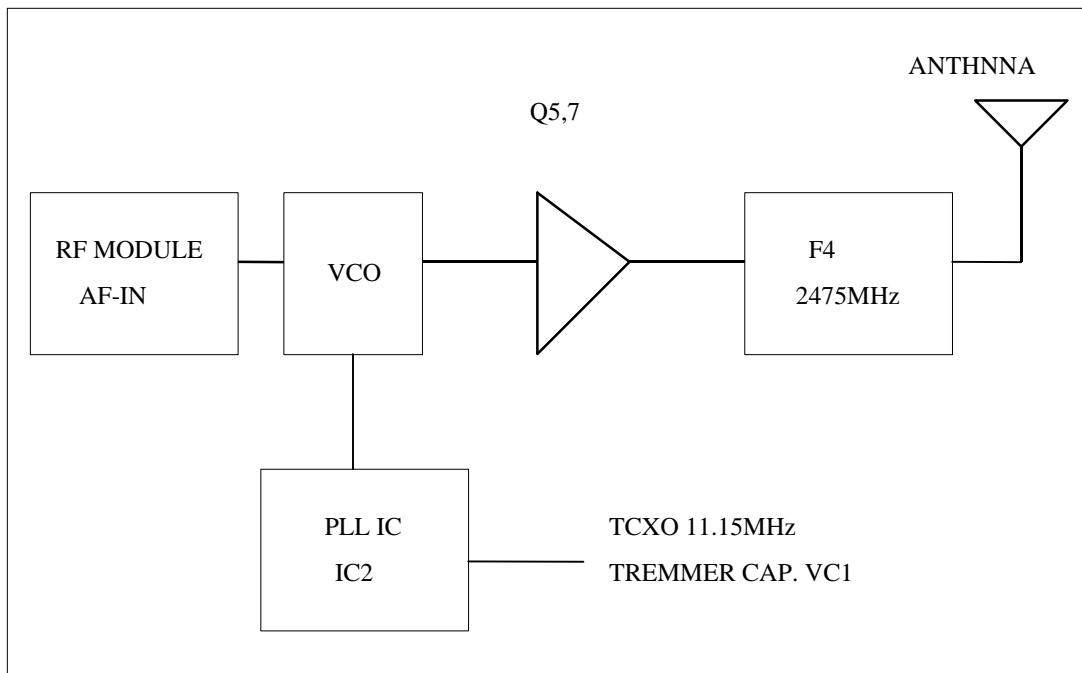 ANTHNNA
Q5,7
RF MODULE
AF-IN
VCO
F4
2475MHz
PLL IC
IC2
TCXO 11.15MHz
TREMMER CAP. VC1